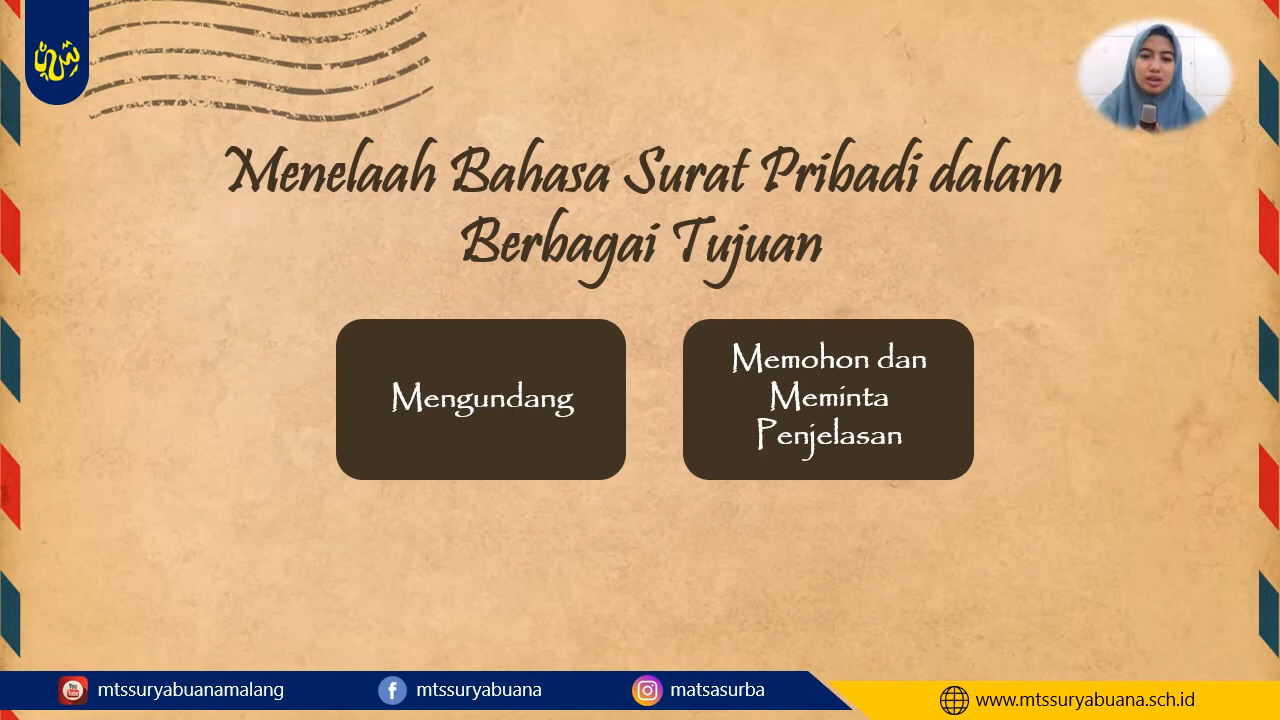 Menelaah Bahasa Surat Pribadi dalam
Berbagai Tujuan
Mengundang
Memohon dan
Meminta
Penjelasan
mtssuryabuanamalang
mtssuryabuana
matsasurba
www.mtssuryabuana.sch.id